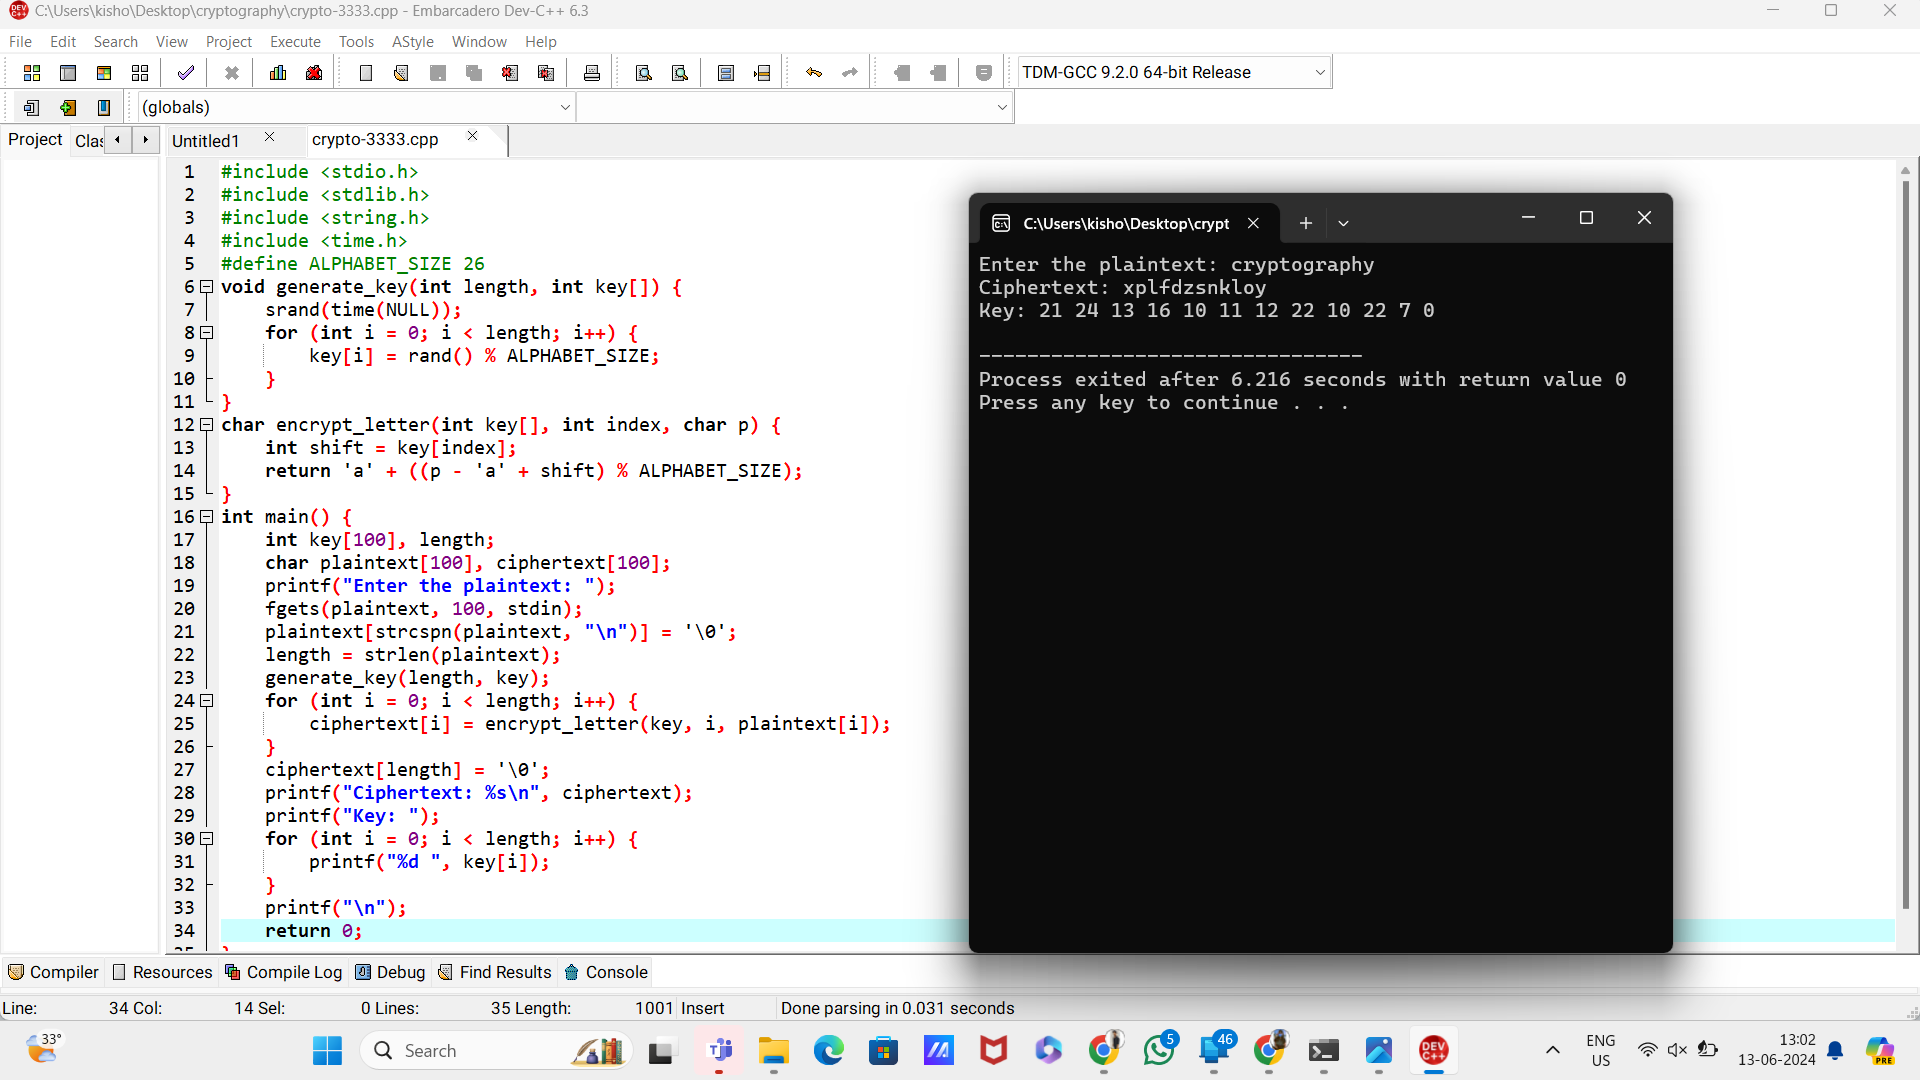 C:\Users\kisho\Desktop\cryptography\crypto-3333.cpp - Embarcadero Dev-C++ 6.3
File Edit Search View Project Execute Tools AStyle Window Help
TDM-GCC 9.2.0 64-bit Release
(globals)
Project Clas Untitled1 crypto-3333.cpp
1 #include <stdio.h>
2 #include <stdlib.h>
3 #include <string.h>
4 #include <time.h>
5 #define ALPHABET_SIZE 26
6 void generate_key(int length, int key[]) {
7 srand(time(NULL));
8 for (int i = 0; i < length; i++) {
9 key[i] = rand() % ALPHABET_SIZE;
10 }
11 }
12 char encrypt_letter(int key[], int index, char p) {
13 int shift = key[index];
14 return 'a' + ((p - 'a' + shift) % ALPHABET_SIZE);
15 }
16 int main() {
17 int key[100], length;
18 char plaintext[100], ciphertext[100];
19 printf("Enter the plaintext: ");
20 fgets(plaintext, 100, stdin);
21 plaintext[strcspn(plaintext, "\n")] = '\0';
22 length = strlen(plaintext);
23 generate_key(length, key);
24 for (int i = 0; i < length; i++) {
25 ciphertext[i] = encrypt_letter(key, i, plaintext[i]);
26 }
27 ciphertext[length] = '\0';
28 printf("Ciphertext: %s\n", ciphertext);
29 printf("Key: ");
30 for (int i = 0; i < length; i++) {
31 printf("%d ", key[i]);
32 }
33 printf("\n");
34 return 0;
C:\Users\kisho\Desktop\crypt
Enter the plaintext: cryptography
Ciphertext: xplfdzsnkloy
Key: 21 24 13 16 10 11 12 22 10 22 7 0
--------------------------------
Process exited after 6.216 seconds with return value 0
Press any key to continue . . .
Compiler Resources Compile Log Debug Find Results Console
Line: 34 Col: 14 Sel: 0 Lines: 35 Length: 1001 Insert Done parsing in 0.031 seconds
33°
Search
5
46
DEV C++
ENG
US
13:02
13-06-2024
PRE